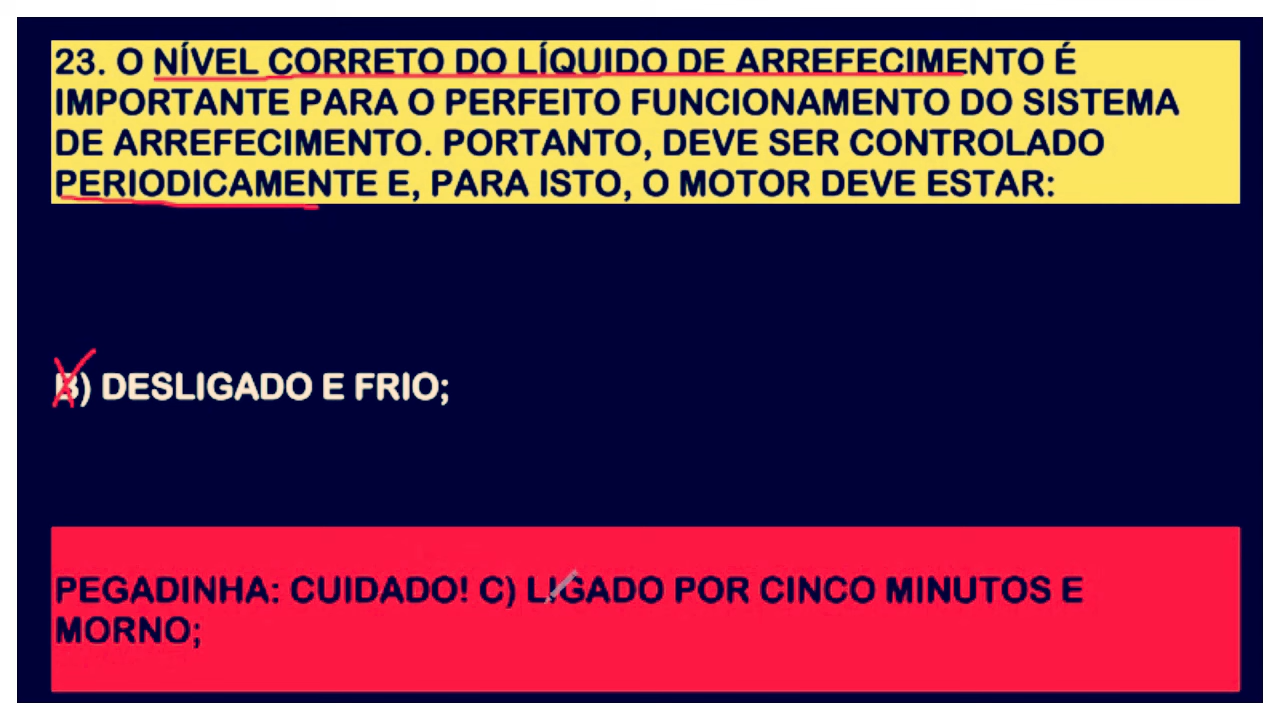 23. O NÍVEL CORRETO DO LÍQUIDO DE ARREFECIMENTO É
IMPORTANTE PARA O PERFEITO FUNCIONAMENTO DO SISTEMA
DE ARREFECIMENTO. PORTANTO, DEVE SER CONTROLADO
PERIODICAMENTE E, PARA ISTO, O MOTOR DEVE ESTAR:
B) DESLIGADO E FRIO;
PEGADINHA: CUIDADO! C) LIGADO POR CINCO MINUTOS E
MORNO;